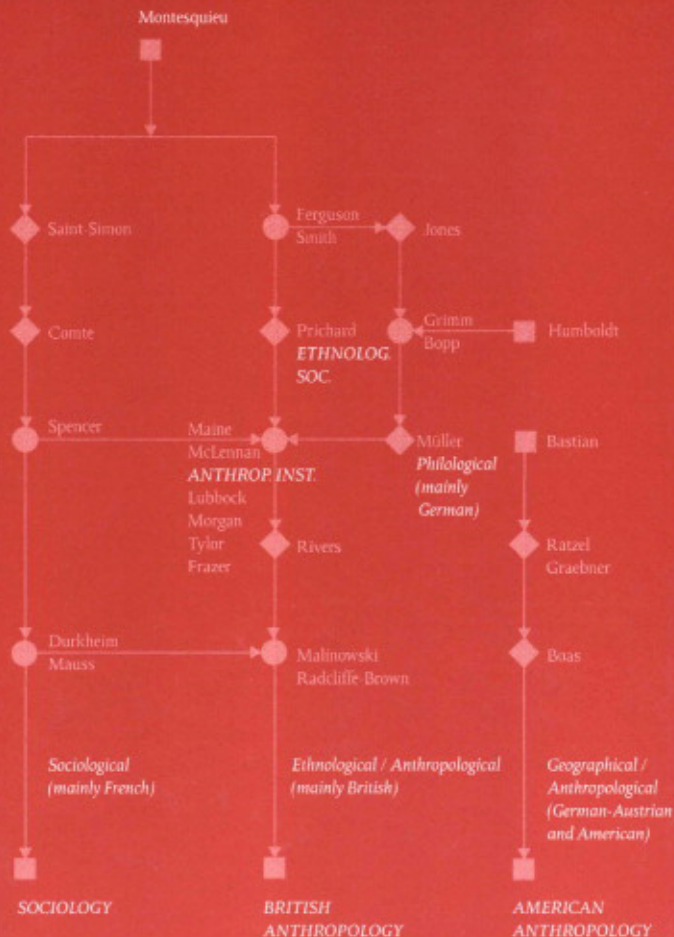 Montesquieu
Saint-Simon
Ferguson
Smith
Jones
Comte
Prichard
ETHNOLOG.
SOC.
Grimm
Bopp
Humboldt
Spencer
Maine
McLennan
ANTHROP. INST.
Lubbock
Morgan
Tylor
Frazer
Müller
Philological
(mainly
German)
Bastian
Rivers
Ratzel
Graebner
Durkheim
Mauss
Malinowski
Radcliffe-Brown
Boas
Sociological
(mainly French)
Ethnological / Anthropological
(mainly British)
Geographical /
Anthropological
(German-Austrian
and American)
SOCIOLOGY
BRITISH
ANTHROPOLOGY
AMERICAN
ANTHROPOLOGY